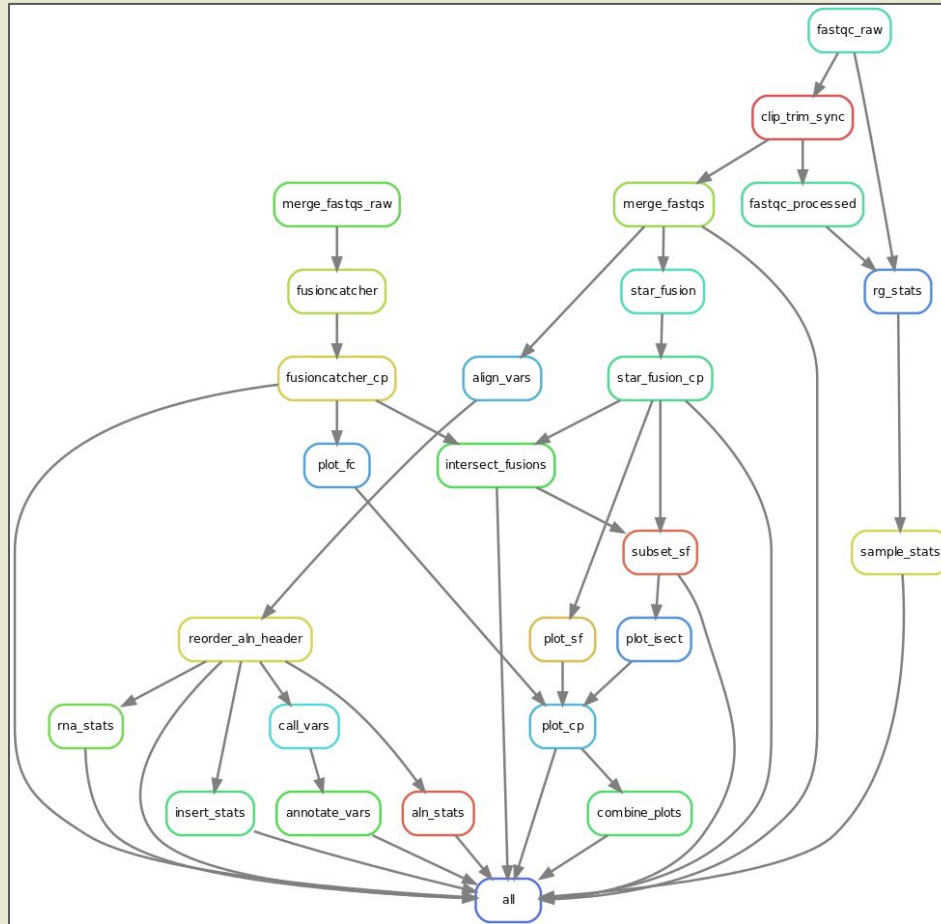 fastqc_raw
clip_trim_sync
merge_fastqs_raw
merge_fastqs
fastqc_processed
fusioncatcher
star_fusion
rg_stats
fusioncatcher_cp
align_vars
star_fusion_cp
plot_fc
intersect_fusions
subset_sf
sample_stats
reorder_aln_header
plot_sf
plot_isect
rna_stats
call_vars
plot_cp
insert_stats
annotate_vars
aln_stats
combine_plots
all